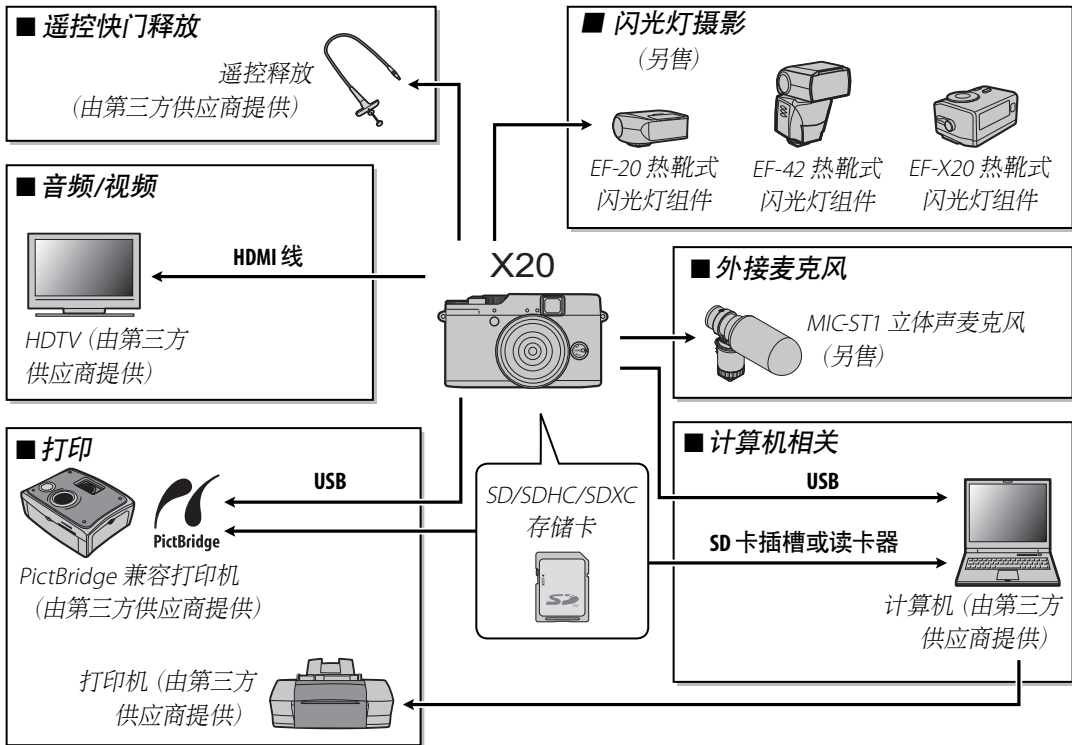 ■ 遥控快门释放
遥控释放
（由第三方供应商提供）
■ 闪光灯摄影
（另售）
EF-20 热靴式
闪光灯组件
EF-42 热靴式
闪光灯组件
EF-X20 热靴式
闪光灯组件
■ 音频/视频
HDMI 线
HDTV（由第三方
供应商提供）
X20
■ 外接麦克风
MIC-ST1 立体声麦克风
（另售）
■ 打印
USB
PictBridge
PictBridge 兼容打印机
（由第三方供应商提供）
打印机（由第三方
供应商提供）
SD/SDHC/SDXC
存储卡
SD
■ 计算机相关
USB
SD 卡插槽或读卡器
计算机（由第三方
供应商提供）